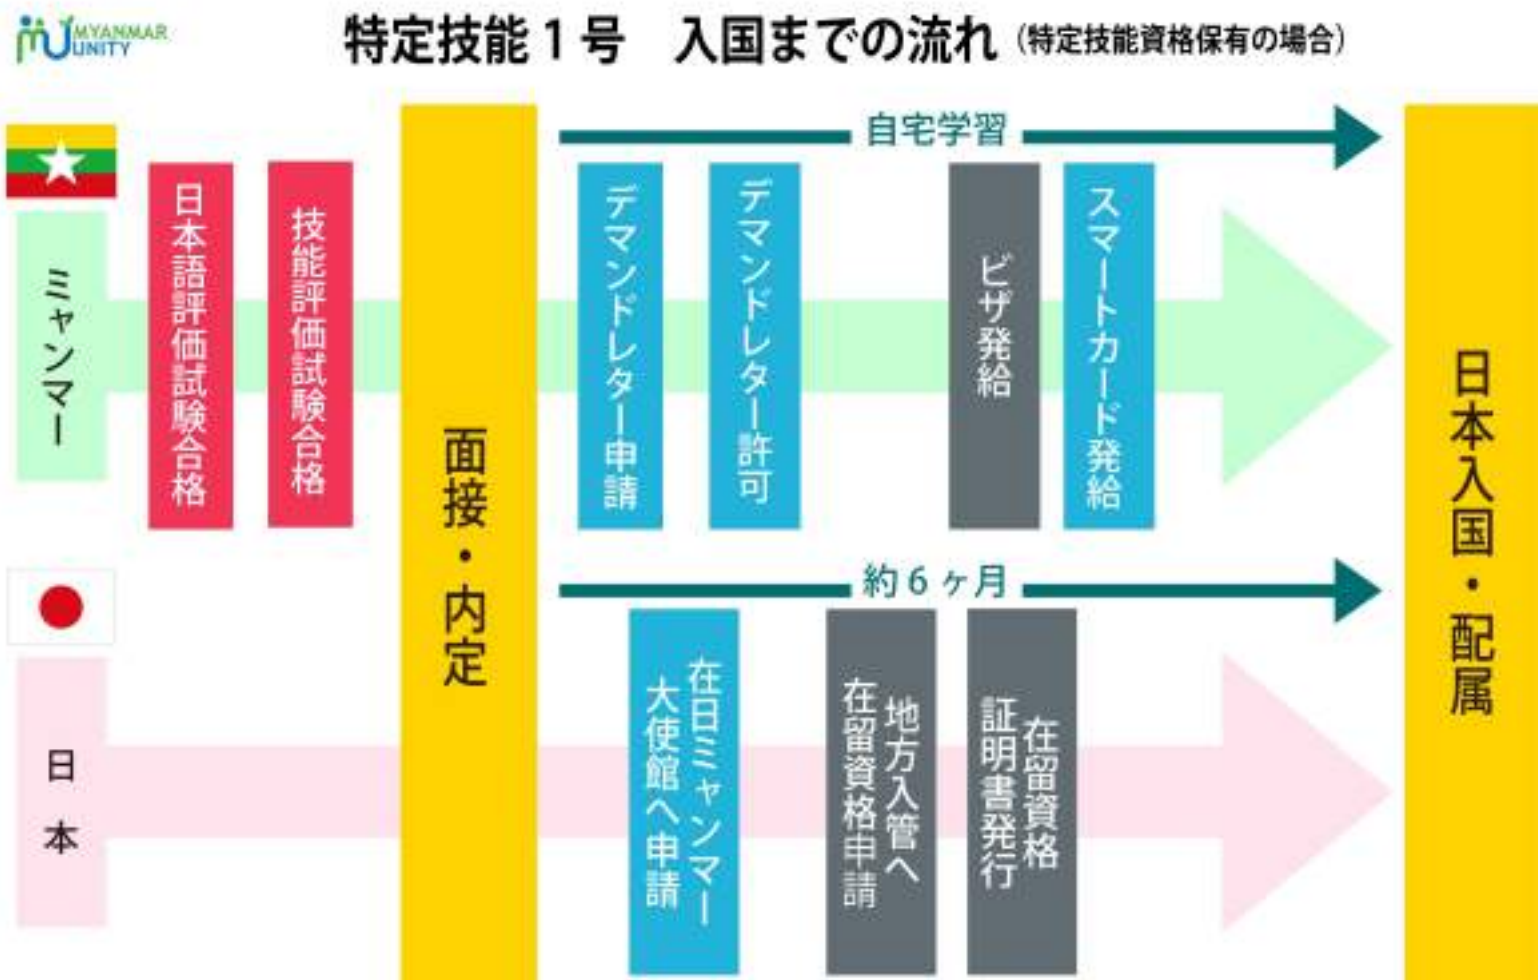 MYANMAR
UNITY
特定技能1号　入国までの流れ（特定技能資格保有の場合）
ミャンマー
日本語評価試験合格
技能評価試験合格
面接・内定
自宅学習
デマンドレター申請
デマンドレター許可
ビザ発給
スマートカード発給
日本入国・配属
日本
約6ヶ月
在日ミャンマー
大使館へ申請
地方入管へ
在留資格申請
在留資格
証明書発行